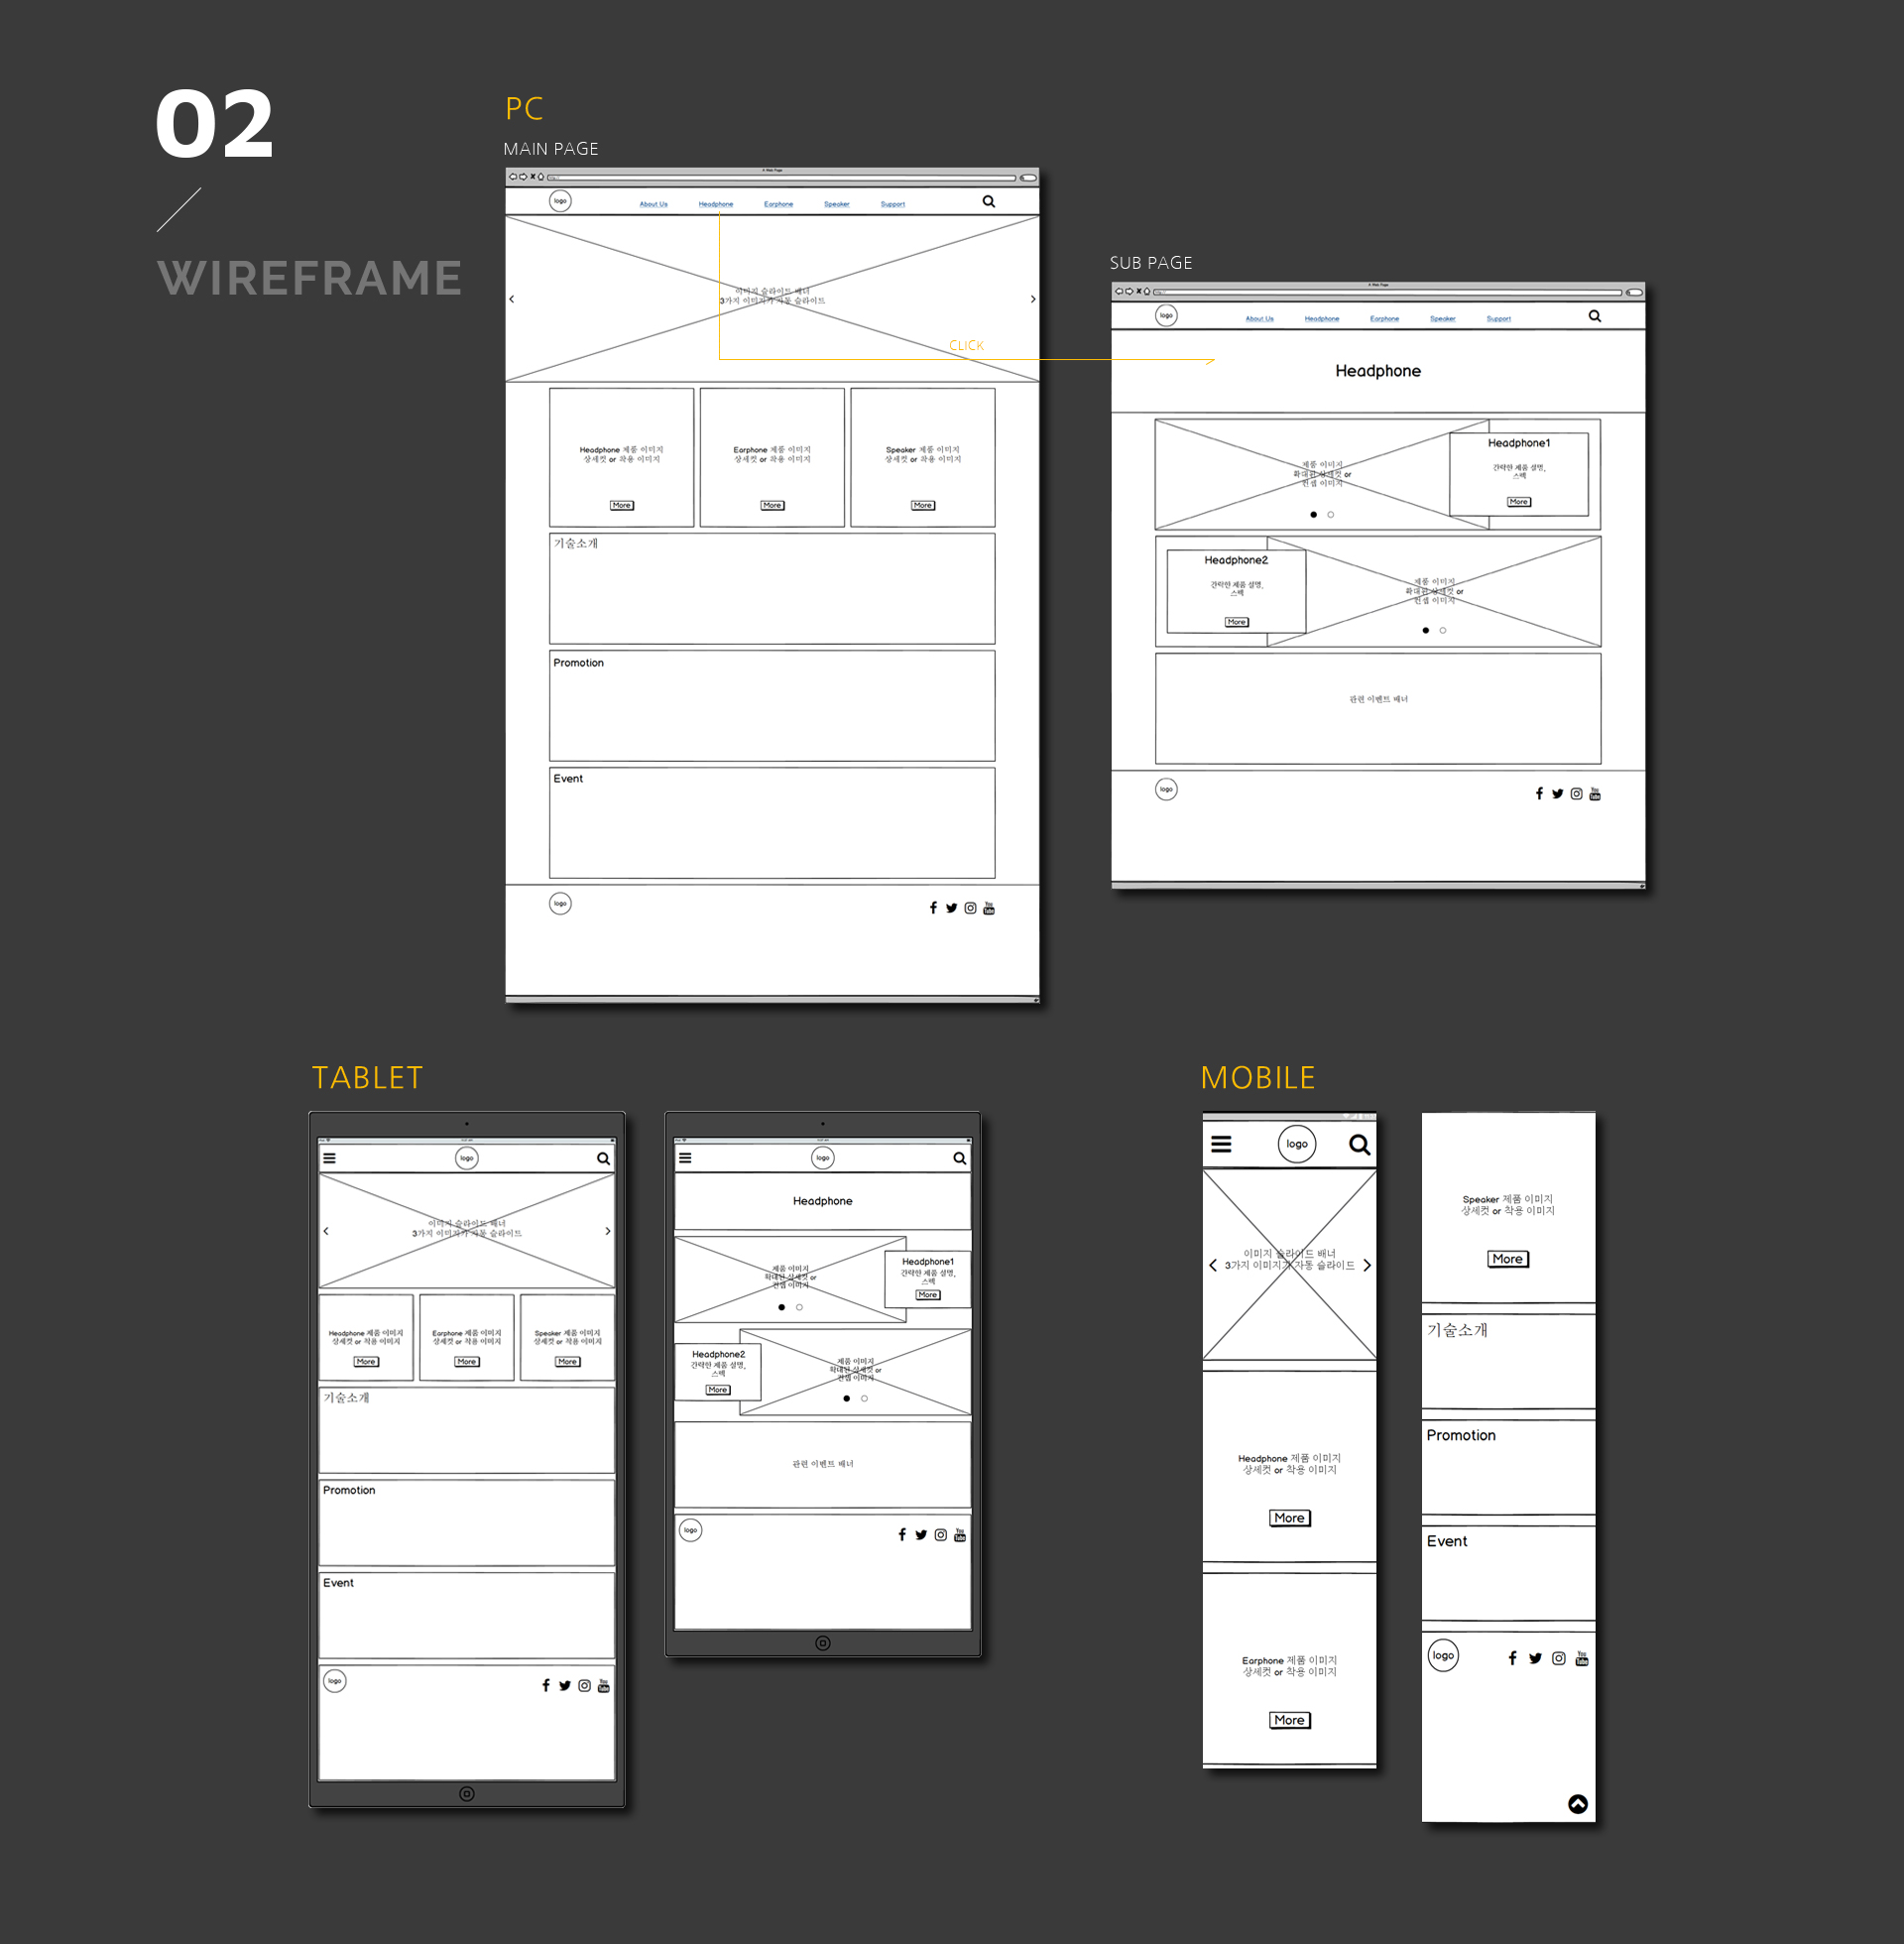 02
WIREFRAME
PC
MAIN PAGE
A Web Page
logo
About Us
Headphone
Earphone
Speaker
Support
이미지 슬라이드 배너
3가지 이미지가 자동 슬라이드
CLICK
Headphone 제품 이미지
상세컷 or 착용 이미지
More
Earphone 제품 이미지
상세컷 or 착용 이미지
More
Speaker 제품 이미지
상세컷 or 착용 이미지
More
기술소개
Promotion
Event
logo
You
Tube
SUB PAGE
A Web Page
logo
About Us
Headphone
Earphone
Speaker
Support
Headphone
제품 이미지
확대된 상세컷 or
컨셉 이미지
Headphone1
간략한 제품 설명,
스펙
More
Headphone2
간략한 제품 설명,
스펙
More
제품 이미지
확대된 상세컷 or
컨셉 이미지
관련 이벤트 배너
logo
You
Tube
TABLET
logo
이미지 슬라이드 배너
3가지 이미지가 자동 슬라이드
Headphone 제품 이미지
상세컷 or 착용 이미지
More
Earphone 제품 이미지
상세컷 or 착용 이미지
More
Speaker 제품 이미지
상세컷 or 착용 이미지
More
기술소개
Promotion
Event
logo
You
Tube
logo
Headphone
제품 이미지
확대된 상세컷 or
컨셉 이미지
Headphone1
간략한 제품 설명,
스펙
More
Headphone2
간략한 제품 설명,
스펙
More
제품 이미지
확대된 상세컷 or
컨셉 이미지
관련 이벤트 배너
logo
You
Tube
MOBILE
logo
이미지 슬라이드 배너
3가지 이미지가 자동 슬라이드
Headphone 제품 이미지
상세컷 or 착용 이미지
More
Earphone 제품 이미지
상세컷 or 착용 이미지
More
Speaker 제품 이미지
상세컷 or 착용 이미지
More
기술소개
Promotion
Event
logo
You
Tube